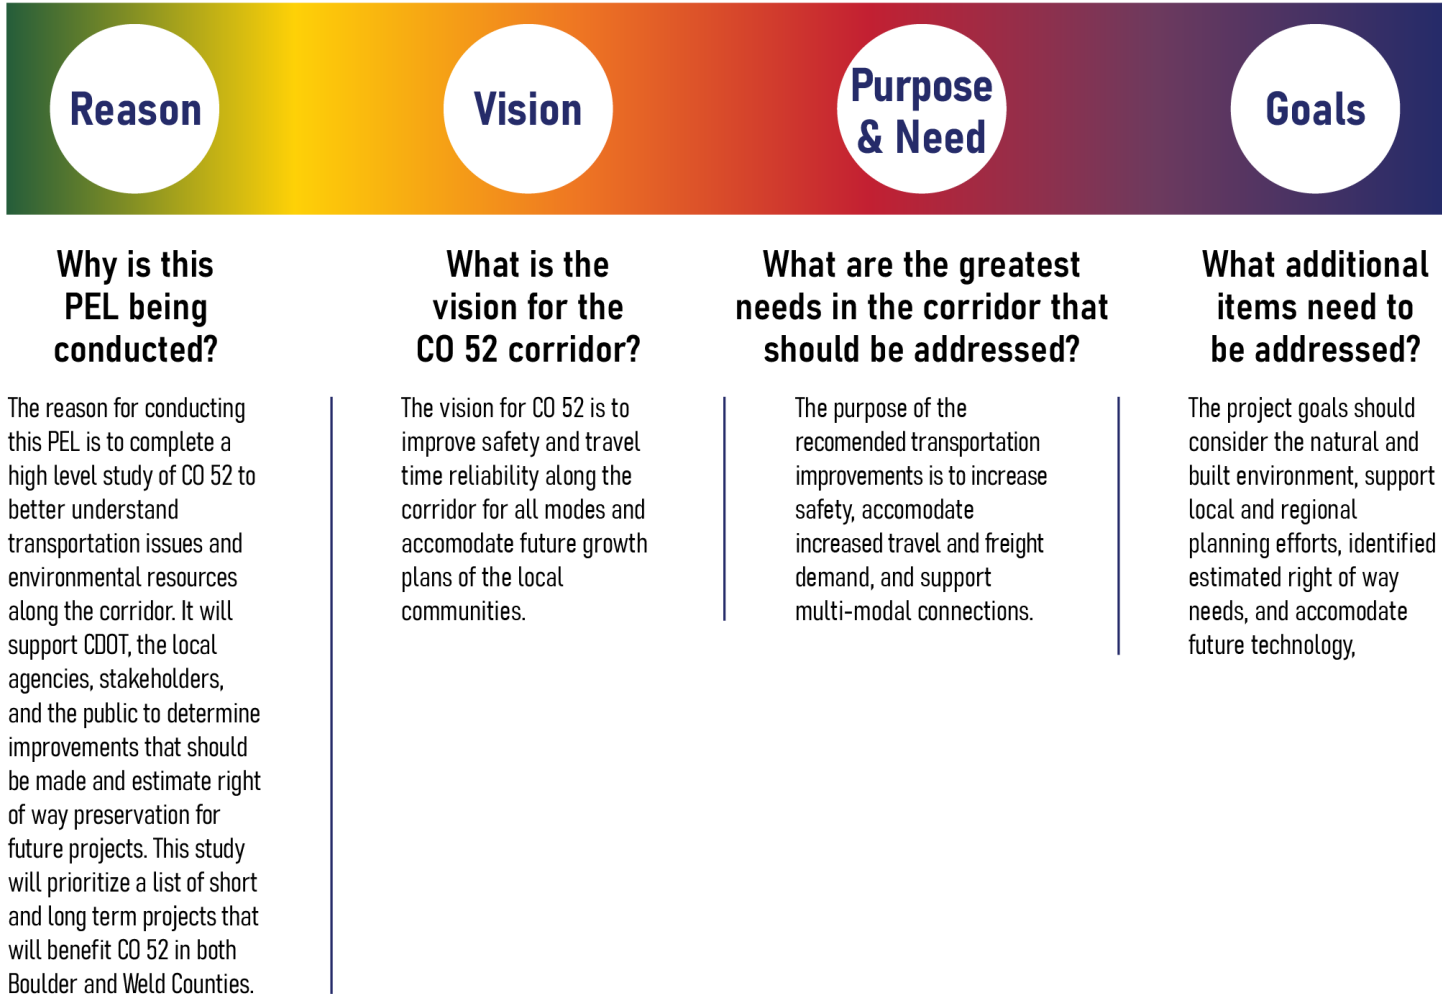 Reason
Vision
Purpose
& Need
Goals
Why is this
PEL being
conducted?
The reason for conducting
this PEL is to complete a
high level study of CO 52 to
better understand
transportation issues and
environmental resources
along the corridor. It will
support CDOT, the local
agencies, stakeholders,
and the public to determine
improvements that should
be made and estimate right
of way preservation for
future projects. This study
will prioritize a list of short
and long term projects that
will benefit CO 52 in both
Boulder and Weld Counties.
What is the
vision for the
CO 52 corridor?
The vision for CO 52 is to
improve safety and travel
time reliability along the
corridor for all modes and
accomodate future growth
plans of the local
communities.
What are the greatest
needs in the corridor that
should be addressed?
The purpose of the
recomended transportation
improvements is to increase
safety, accomodate
increased travel and freight
demand, and support
multi-modal connections.
What additional
items need to
be addressed?
The project goals should
consider the natural and
built environment, support
local and regional
planning efforts, identified
estimated right of way
needs, and accomodate
future technology,